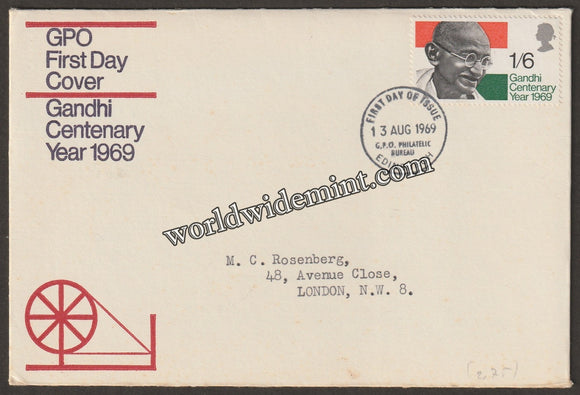 GPO
First Day
Cover
Gandhi
Centenary
Year 1969
1/6
Gandhi
Centenary
Year 1969
FIRST DAY OF ISSUE
13 AUG 1969
G.P.O. PHILATELIC
BUREAU
worldwidemint.com
M. C. Rosenberg,
48, Avenue Close,
LONDON, N.W. 8.